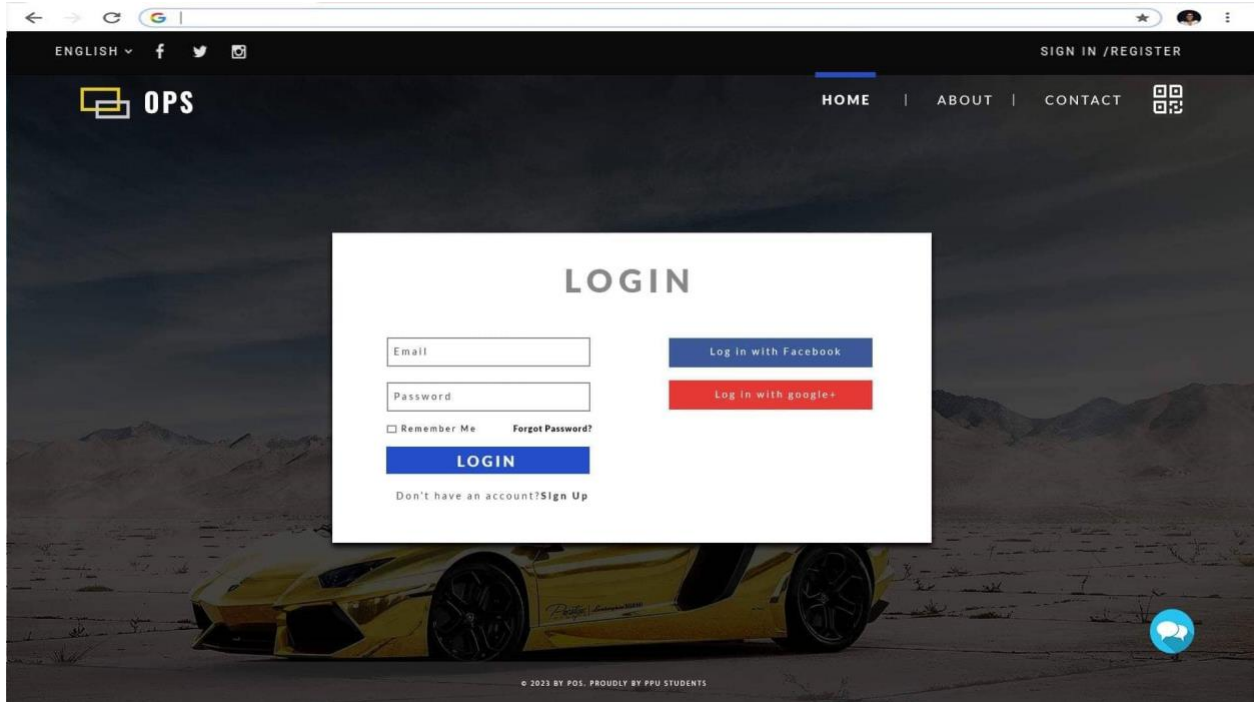 ENGLISH
SIGN IN /REGISTER
OPS
HOME | ABOUT | CONTACT
LOGIN
Email
Log in with Facebook
Password
Log in with google+
Remember Me Forgot Password?
LOGIN
Don't have an account?Sign Up
© 2023 BY POS. PROUDLY BY PPU STUDENTS